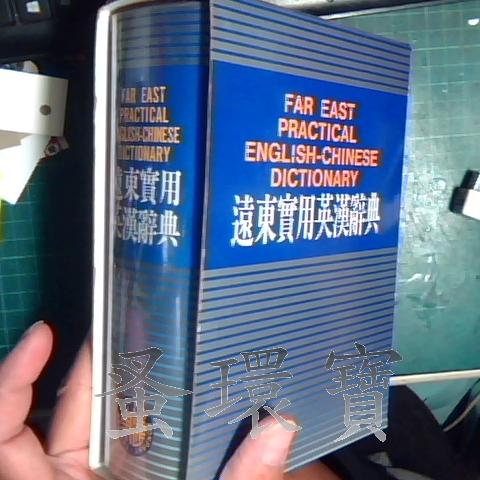 FAR EAST
PRACTICAL
ENGLISH-CHINESE
DICTIONARY
遠東實用
英漢辭典
FAR EAST
PRACTICAL
ENGLISH-CHINESE
DICTIONARY
遠東實用英漢辭典
蚤環寶